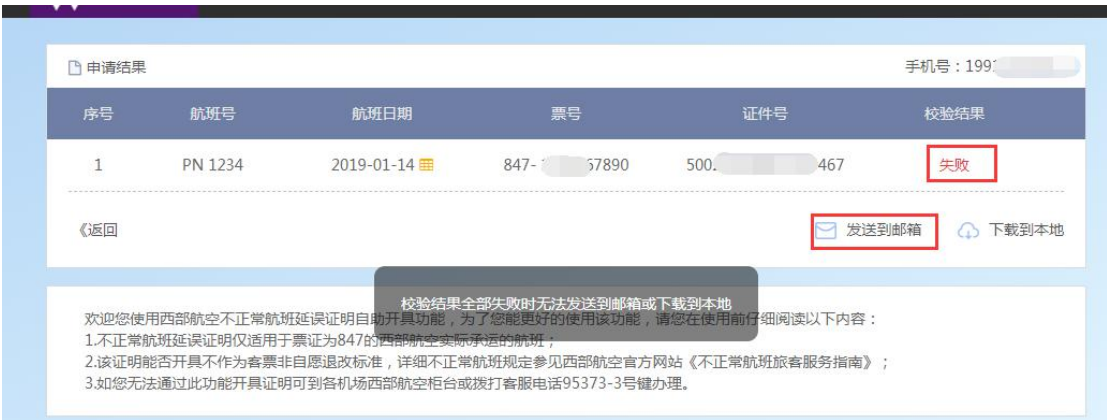 申请结果 手机号：199
序号 航班号 航班日期 票号 证件号 校验结果
1 PN 1234 2019-01-14 847- 67890 500 467 失败
《返回 发送到邮箱 下载到本地
校验结果全部失败时无法发送到邮箱或下载到本地
欢迎您使用西部航空不正常航班延误证明自助开具功能，为了您能更好的使用该功能，请您在使用前仔细阅读以下内容：
1.不正常航班延误证明仅适用于票证为847的西部航空实际承运的航班；
2.该证明能否开具不作为客票非自愿退改标准，详细不正常航班规定参见西部航空官方网站《不正常航班旅客服务指南》；
3.如您无法通过此功能开具证明可到各机场西部航空柜台或拨打客服电话95373-3号键办理。